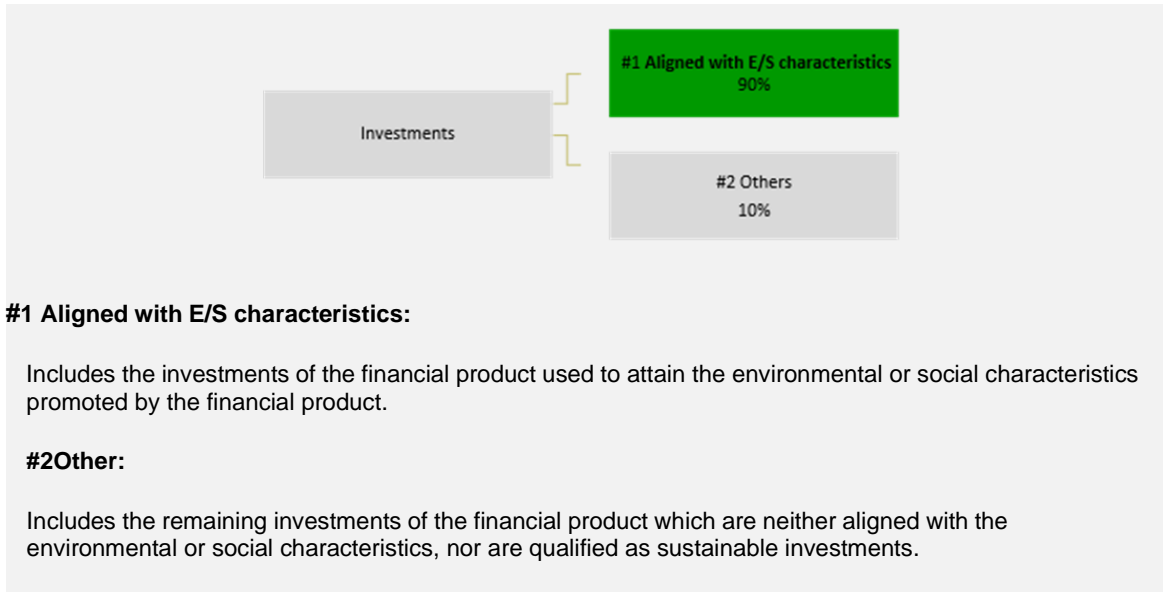 #1 Aligned with E/S characteristics
90%
Investments
#2 Others
10%
#1 Aligned with E/S characteristics:
Includes the investments of the financial product used to attain the environmental or social characteristics
promoted by the financial product.
#2Other:
Includes the remaining investments of the financial product which are neither aligned with the
environmental or social characteristics, nor are qualified as sustainable investments.